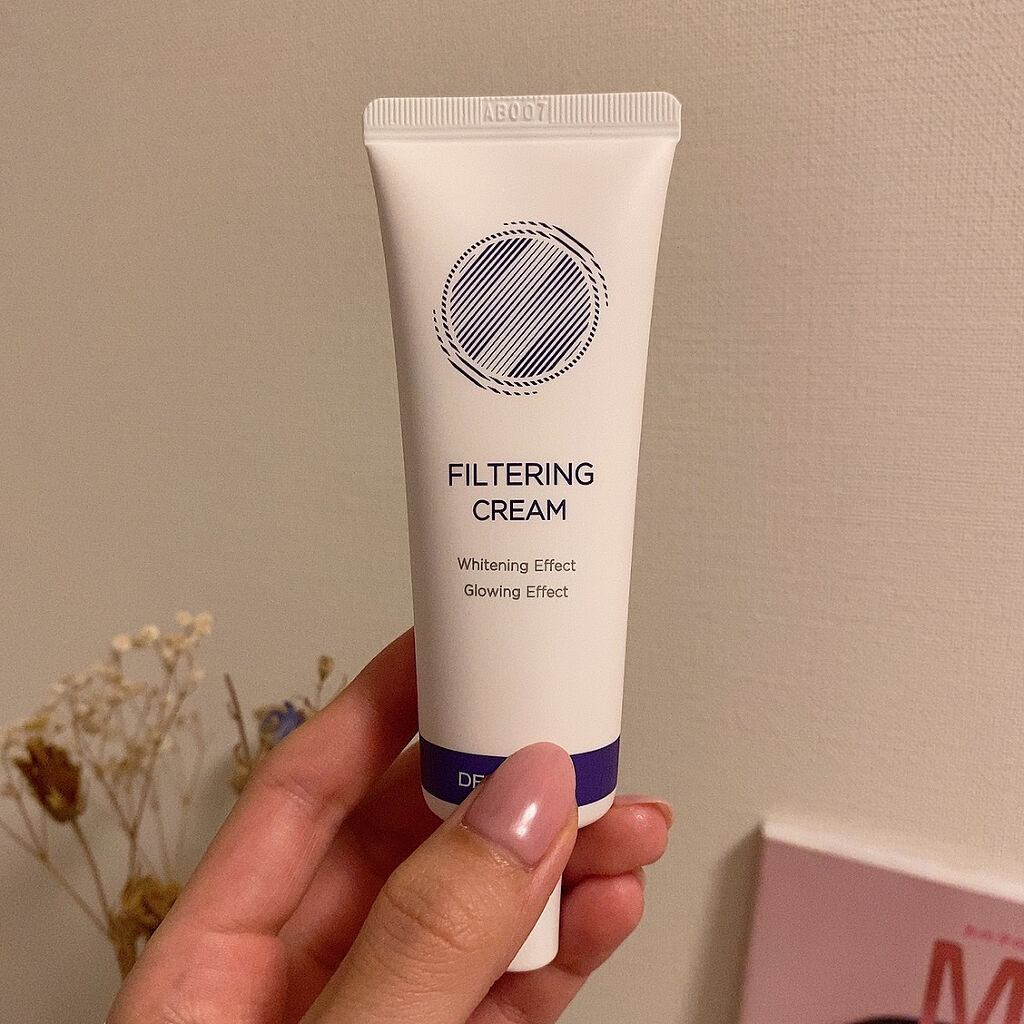 AB007
FILTERING
CREAM
Whitening Effect
Glowing Effect
M